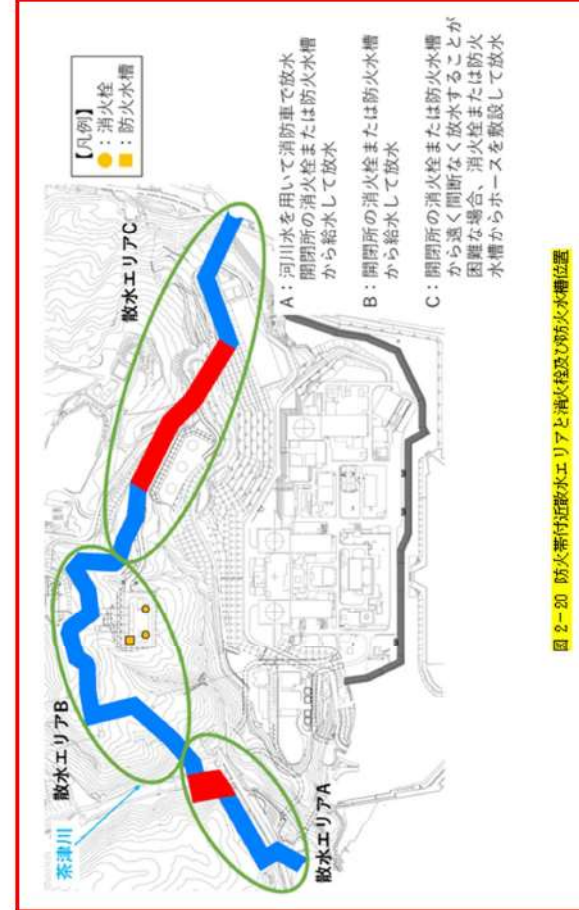 【凡例】
●：消火栓
■：防火水槽
散水エリアC
散水エリアB
茶津川
散水エリアA
A：河川水を用いて消防車で放水
開閉所の消火栓または防火水槽
から給水して放水
B：開閉所の消火栓または防火水槽
から給水して放水
C：開閉所の消火栓または防火水槽
から遠く間断なく放水することが
困難な場合、消火栓または防火
水槽からホースを敷設して放水
図 2－20 防火帯付近散水エリアと消火栓及び防火水槽位置